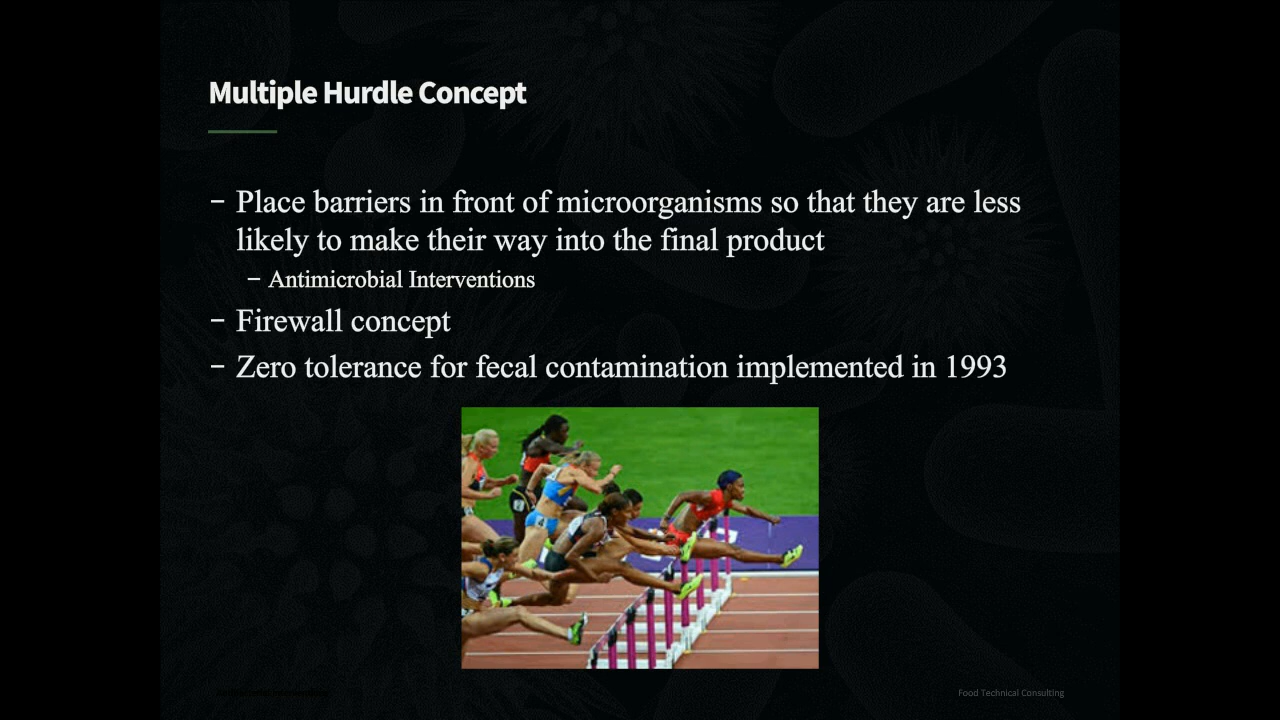 Multiple Hurdle Concept
– Place barriers in front of microorganisms so that they are less
likely to make their way into the final product
– Antimicrobial Interventions
– Firewall concept
– Zero tolerance for fecal contamination implemented in 1993
Food Technical Consulting